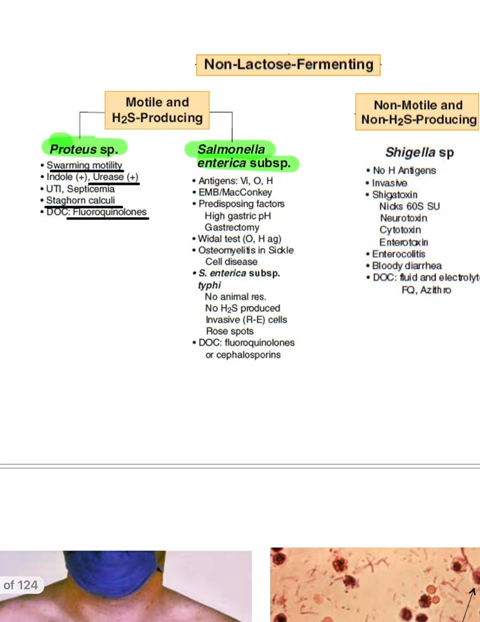 Non-Lactose-Fermenting
Motile and
H2S-Producing
Proteus sp.
• Swarming motility
• Indole (+), Urease (+)
• UTI, Septicemia
• Staghorn calculi
• DOC: Fluoroquinolones
Salmonella
enterica subsp.
• Antigens: Vi, O, H
• EMB/MacConkey
• Predisposing factors
High gastric pH
Gastrectomy
• Widal test (O, H ag)
• Osteomyelitis in Sickle
Cell disease
• S. enterica subsp.
typhi
No animal res.
No H2S produced
Invasive (R-E) cells
Rose spots
• DOC: fluoroquinolones
or cephalosporins
Non-Motile and
Non-H2S-Producing
Shigella sp
• No H Antigens
• Invasive
• Shigatoxin
Nicks 60S SU
Neurotoxin
Cytotoxin
Enterotoxin
• Enterocolitis
• Bloody diarrhea
• DOC: fluid and electrolyte
FQ, Azithro
of 124